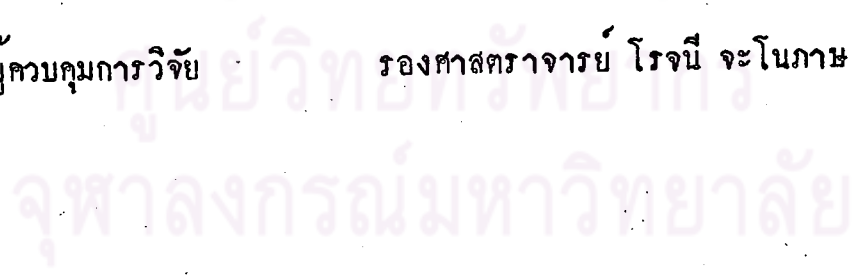 ผู้ควบคุมการวิจัย รองศาสตราจารย์ โรจนี จะโนภาษ
ศูนย์วิทยทรัพยากร
จุฬาลงกรณ์มหาวิทยาลัย